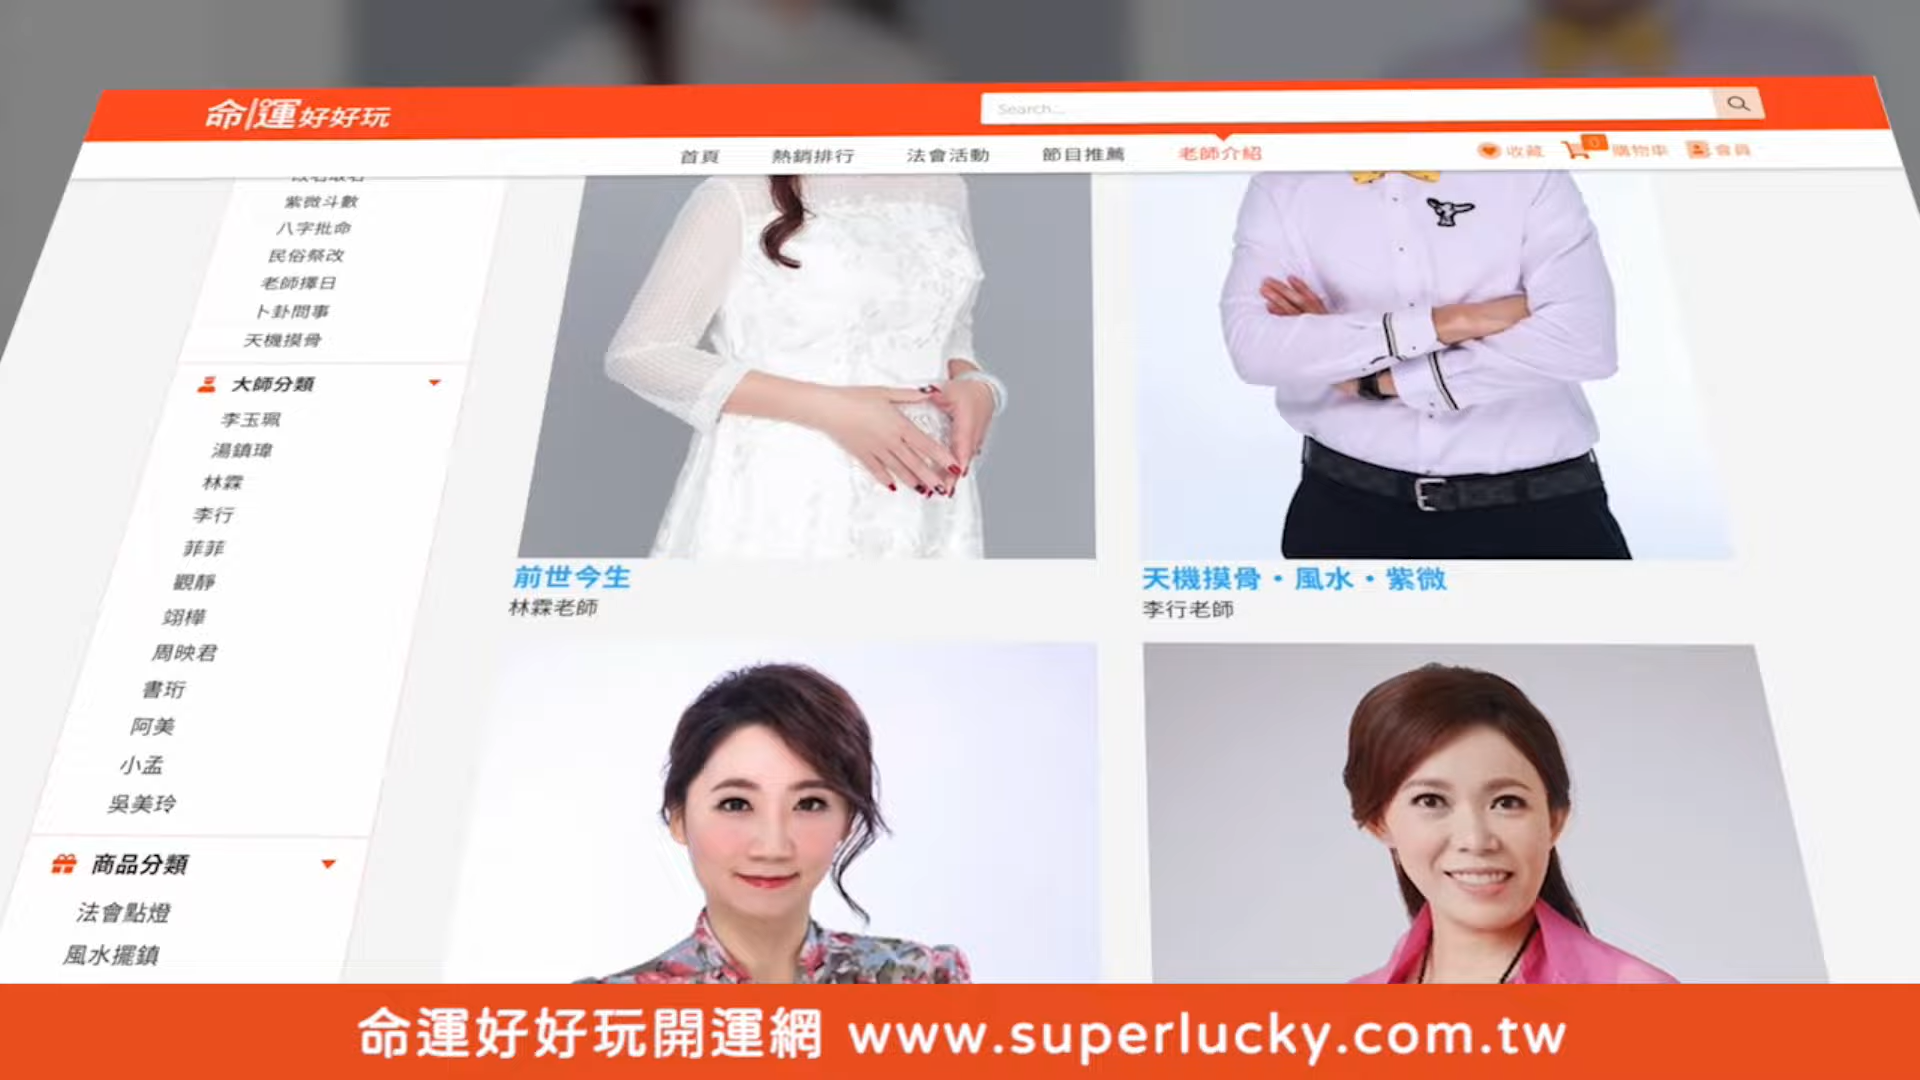 命運好好玩
Search...
首頁 熱銷排行 法會活動 節目推薦 老師介紹
收藏 0 購物車 會員
紫微斗數
八字批命
民俗祭改
老師擇日
卜卦問事
天機摸骨
大師分類
李玉珮
湯鎮瑋
林霖
李行
菲菲
觀靜
翊樺
周映君
書珩
阿美
小孟
吳美玲
商品分類
法會點燈
風水擺鎮
前世今生
林霖老師
天機摸骨・風水・紫微
李行老師
命運好好玩開運網 www.superlucky.com.tw